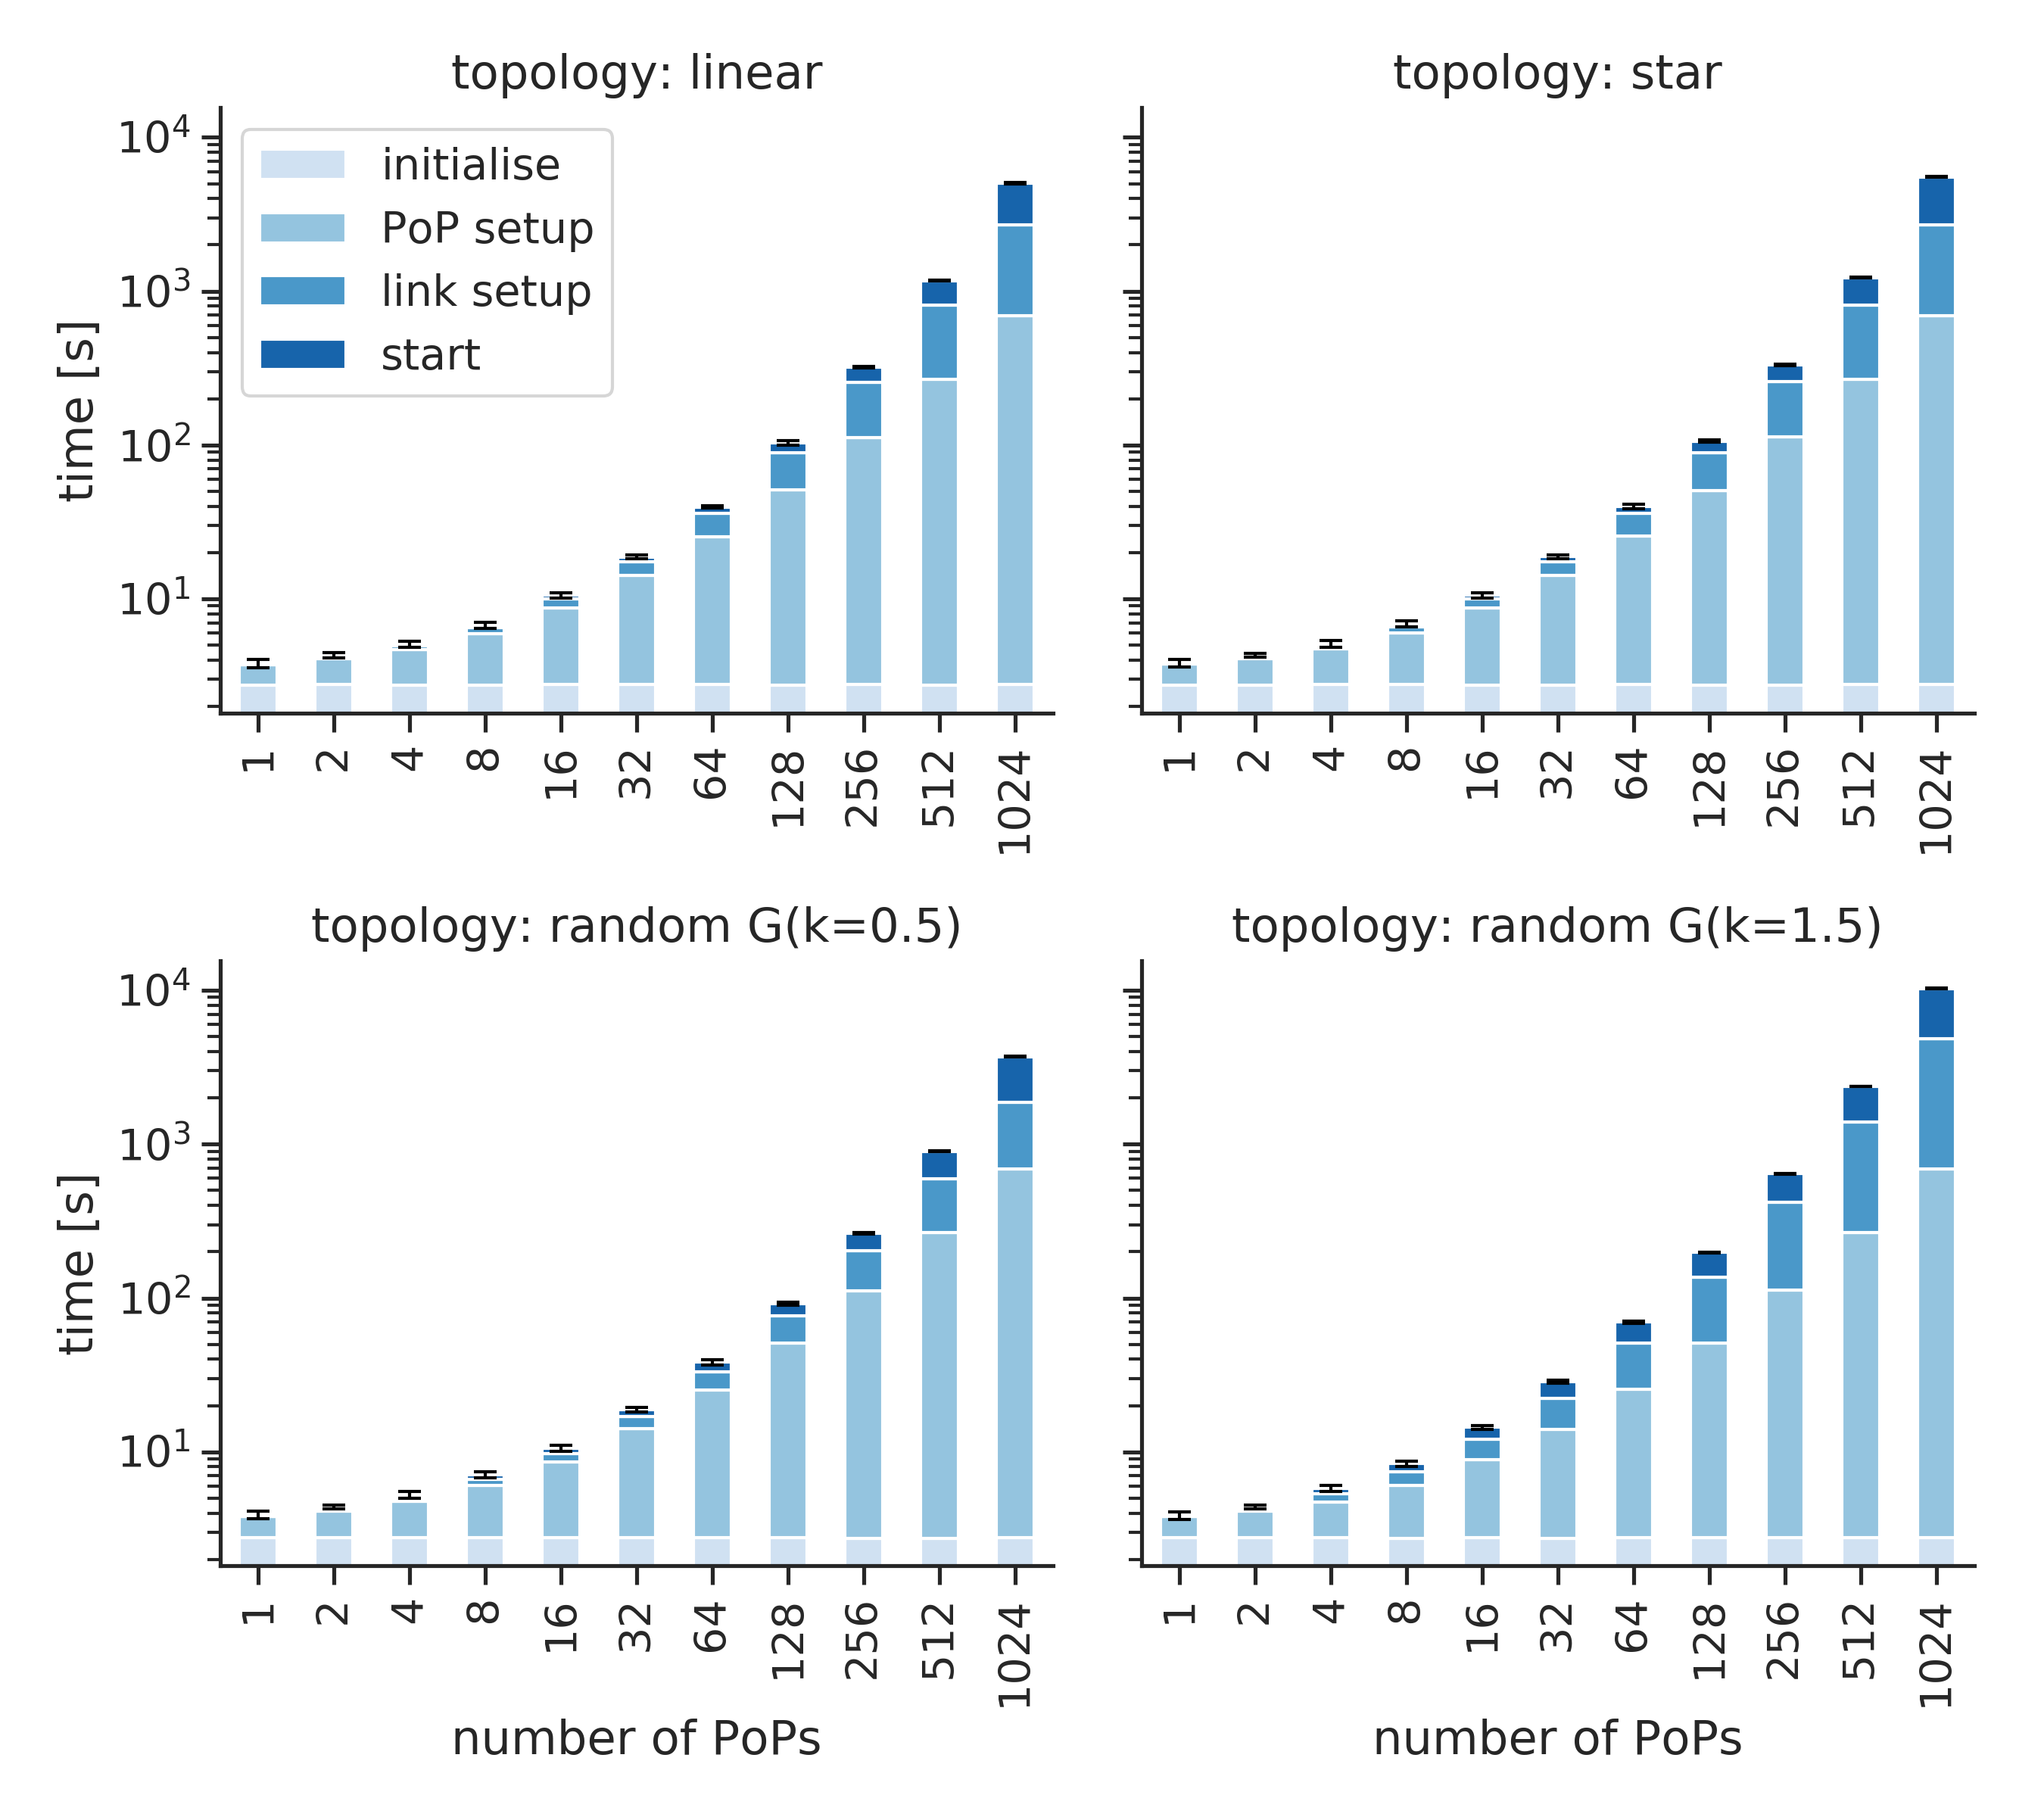 topology: linear
topology: star
10⁴
10³
10²
10¹
time [s]
initialise
PoP setup
link setup
start
1 2 4 8 16 32 64 128 256 512 1024
1 2 4 8 16 32 64 128 256 512 1024
topology: random G(k=0.5)
topology: random G(k=1.5)
10⁴
10³
10²
10¹
time [s]
1 2 4 8 16 32 64 128 256 512 1024
1 2 4 8 16 32 64 128 256 512 1024
number of PoPs
number of PoPs